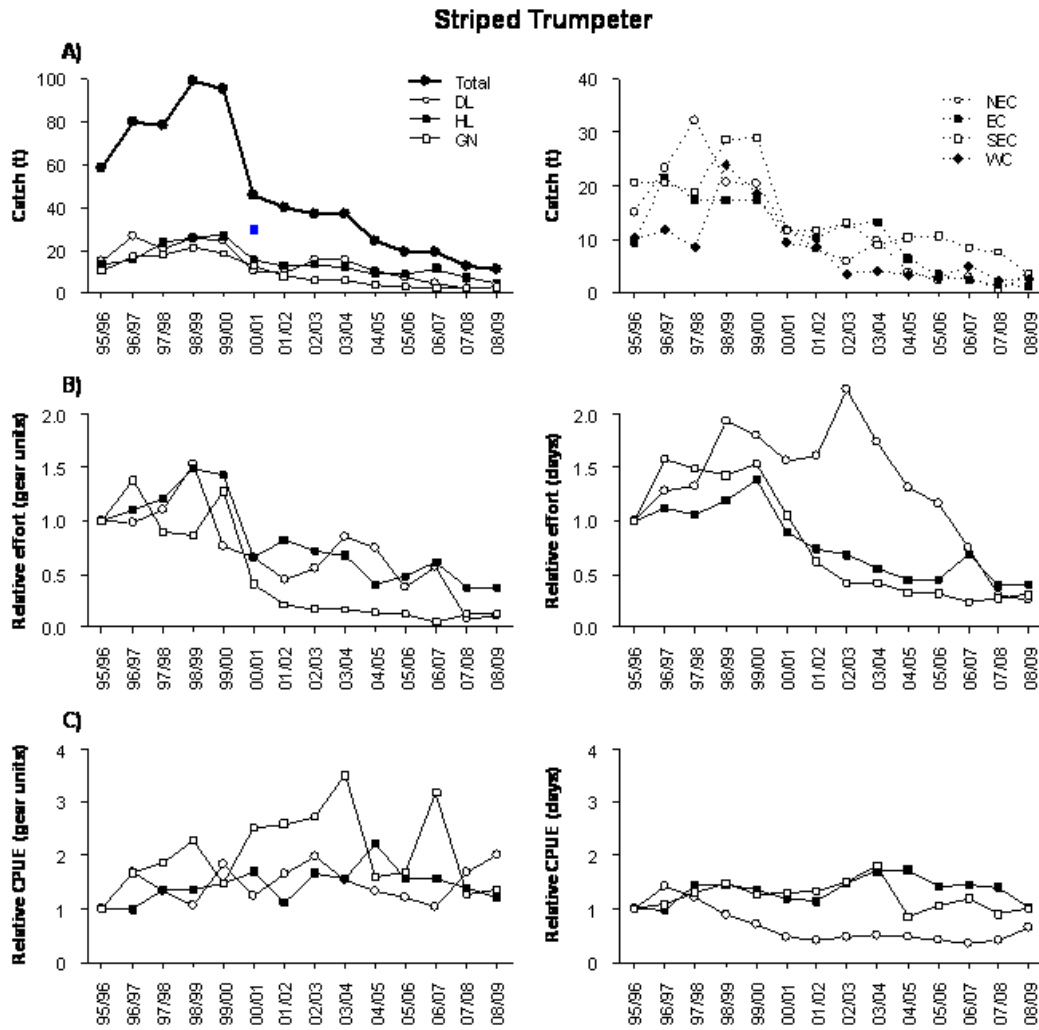 Striped Trumpeter
A)
Catch (t)
100
80
60
40
20
0
Total
DL
HL
GN
95/96 96/97 97/98 98/99 99/00 00/01 01/02 02/03 03/04 04/05 05/06 06/07 07/08 08/09
Catch (t)
40
30
20
10
0
NEC
EC
SEC
WC
95/96 96/97 97/98 98/99 99/00 00/01 01/02 02/03 03/04 04/05 05/06 06/07 07/08 08/09
B)
Relative effort (gear units)
2.0
1.5
1.0
0.5
0.0
95/96 96/97 97/98 98/99 99/00 00/01 01/02 02/03 03/04 04/05 05/06 06/07 07/08 08/09
Relative effort (days)
2.0
1.5
1.0
0.5
0.0
95/96 96/97 97/98 98/99 99/00 00/01 01/02 02/03 03/04 04/05 05/06 06/07 07/08 08/09
C)
Relative CPUE (gear units)
4
3
2
1
0
95/96 96/97 97/98 98/99 99/00 00/01 01/02 02/03 03/04 04/05 05/06 06/07 07/08 08/09
Relative CPUE (days)
4
3
2
1
0
95/96 96/97 97/98 98/99 99/00 00/01 01/02 02/03 03/04 04/05 05/06 06/07 07/08 08/09